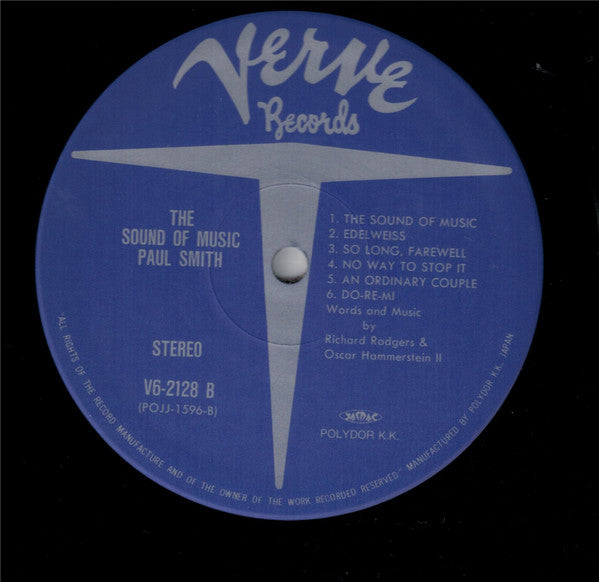 Verve
Records
THE
SOUND OF MUSIC
PAUL SMITH
STEREO
V6-2128 B
(POJJ-1596-B)
1. THE SOUND OF MUSIC
2. EDELWEISS
3. SO LONG, FAREWELL
4. NO WAY TO STOP IT
5. AN ORDINARY COUPLE
6. DO-RE-MI
Words and Music
by
Richard Rodgers &
Oscar Hammerstein II
JASRAC
POLYDOR K.K.
"ALL RIGHTS OF THE RECORD MANUFACTURE AND OF THE OWNER OF THE WORK RECORDED RESERVED" MANUFACTURED BY POLYDOR K.K. JAPAN